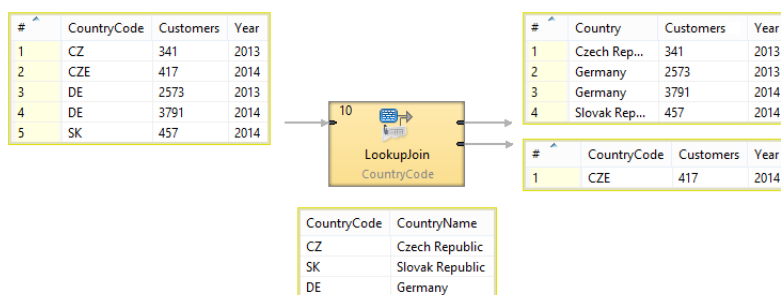 # CountryCode Customers Year
1 CZ 341 2013
2 CZE 417 2014
3 DE 2573 2013
4 DE 3791 2014
5 SK 457 2014
10
LookupJoin
CountryCode
# Country Customers Year
1 Czech Rep... 341 2013
2 Germany 2573 2013
3 Germany 3791 2014
4 Slovak Rep... 457 2014
# CountryCode Customers Year
1 CZE 417 2014
CountryCode CountryName
CZ Czech Republic
SK Slovak Republic
DE Germany